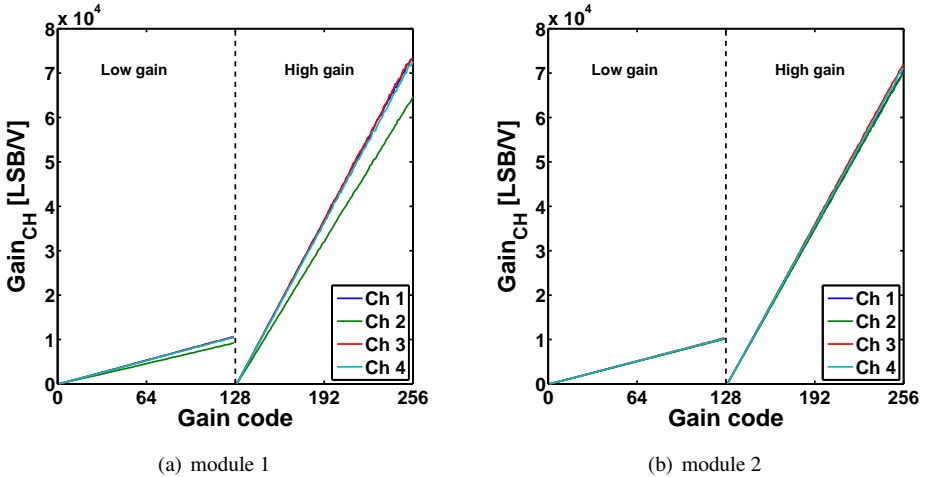 x 10^4
8
7
6
5
4
3
2
1
0
Gain_CH [LSB/V]
Low gain
High gain
Ch 1
Ch 2
Ch 3
Ch 4
0 64 128 192 256
Gain code
(a) module 1
x 10^4
8
7
6
5
4
3
2
1
0
Gain_CH [LSB/V]
Low gain
High gain
Ch 1
Ch 2
Ch 3
Ch 4
0 64 128 192 256
Gain code
(b) module 2